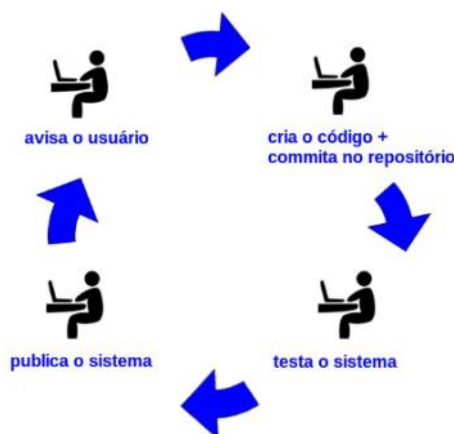 avisa o usuário
cria o código +
commita no repositório
testa o sistema
publica o sistema